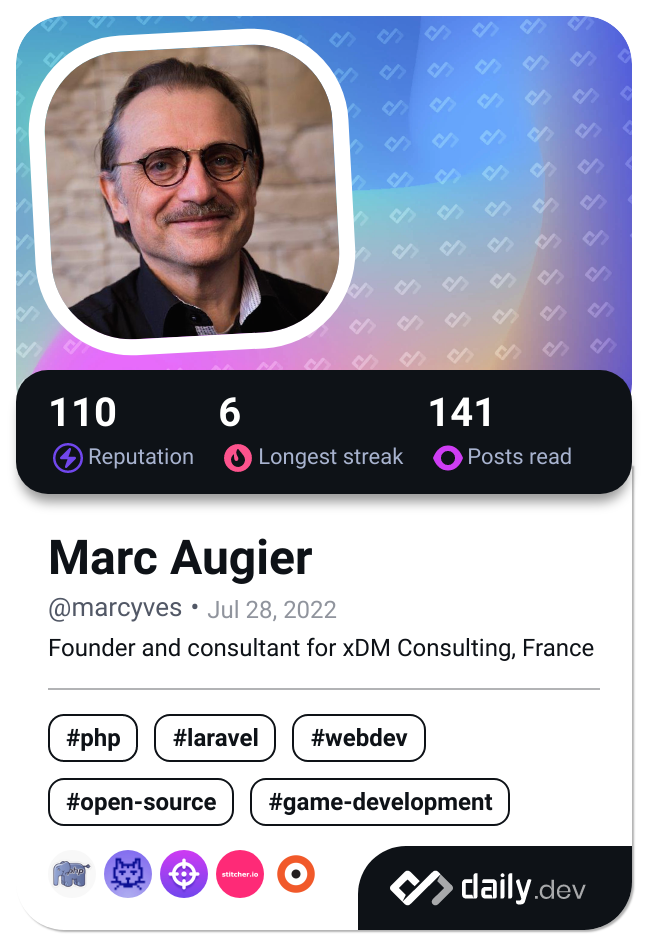 110 6 141
Reputation Longest streak Posts read
Marc Augier
@marcyves • Jul 28, 2022
Founder and consultant for xDM Consulting, France
#php #laravel #webdev
#open-source #game-development
php stitcher.io
daily.dev